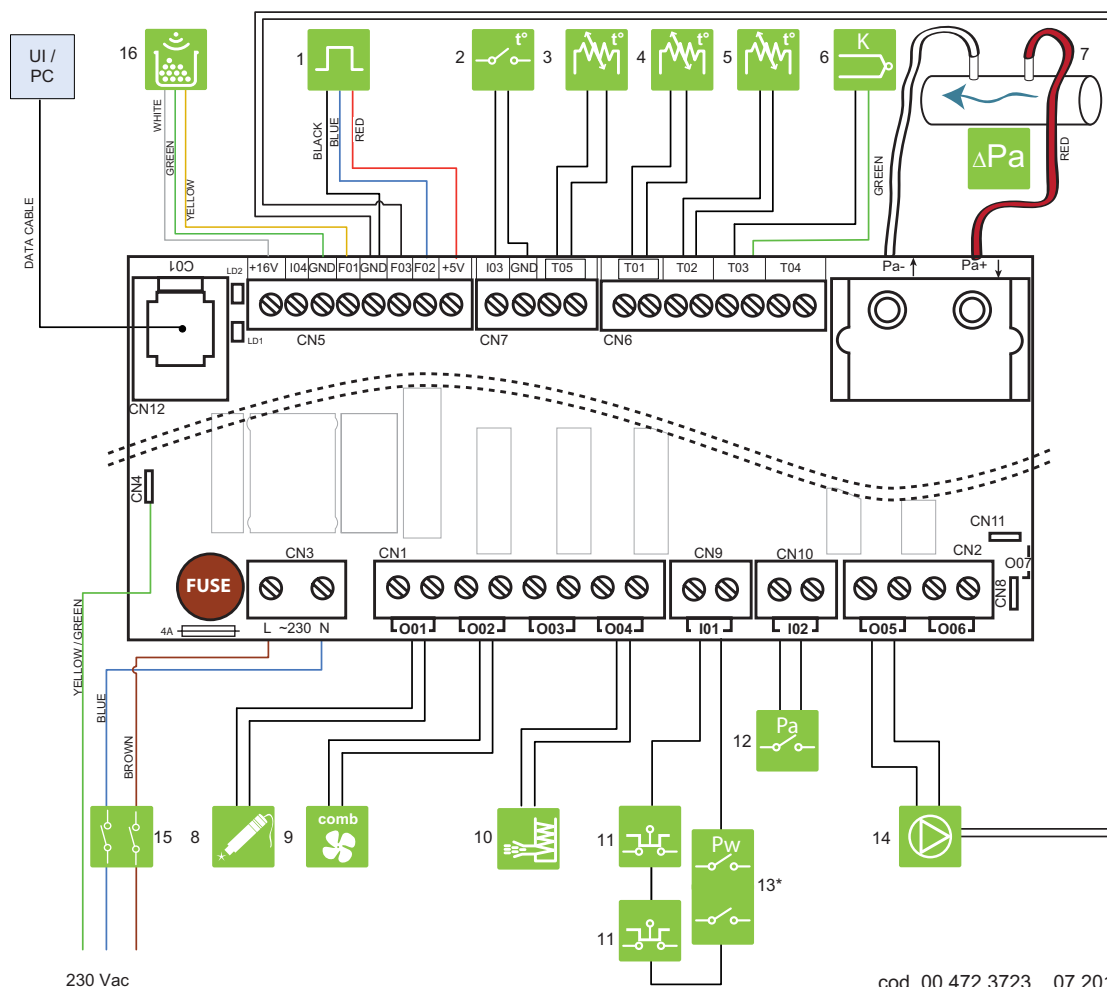 UI /
PC
16
1
2
t°
3
t°
4
t°
5
t°
6
K
7
WHITE
GREEN
YELLOW
BLACK
BLUE
RED
GREEN
RED
ΔPa
DATA CABLE
C01
LD2
+16V
I04
GND
F01
GND
F03
F02
+5V
I03
GND
T05
T01
T02
T03
T04
Pa-
Pa+
LD1
CN5
CN7
CN6
CN12
CN4
CN11
FUSE
CN3
CN1
CN9
CN10
CN2
O07
CN8
4A
L ~230 N
O01
O02
O03
O04
I01
I02
O05
O06
YELLOW / GREEN
BLUE
BROWN
Pa
12
15
8
9
comb
10
11
Pw
13*
14
11
230 Vac
cod 00 472 3723 07 201